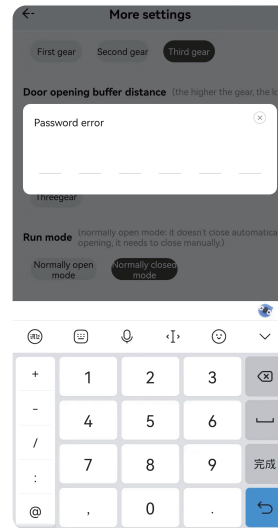 More settings
First gear Second gear Third gear
Door opening buffer distance (the higher the gear, the lo
Password error
Threegear
Run mode (normally open mode: it doesn't close automatica
opening, it needs to close manually.)
Normally open
mode
Normally closed
mode
+ 1 2 3
- 4 5 6
/ 7 8 9 完成
:
@ , 0 .